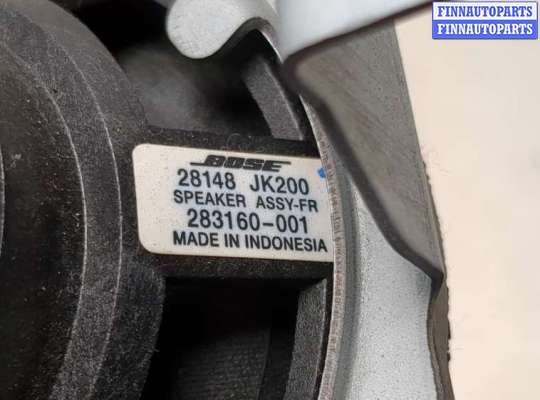 FINNAUTOPARTS
FINNAUTOPARTS
BOSE
28148 JK200
SPEAKER ASSY-FR
283160-001
MADE IN INDONESIA